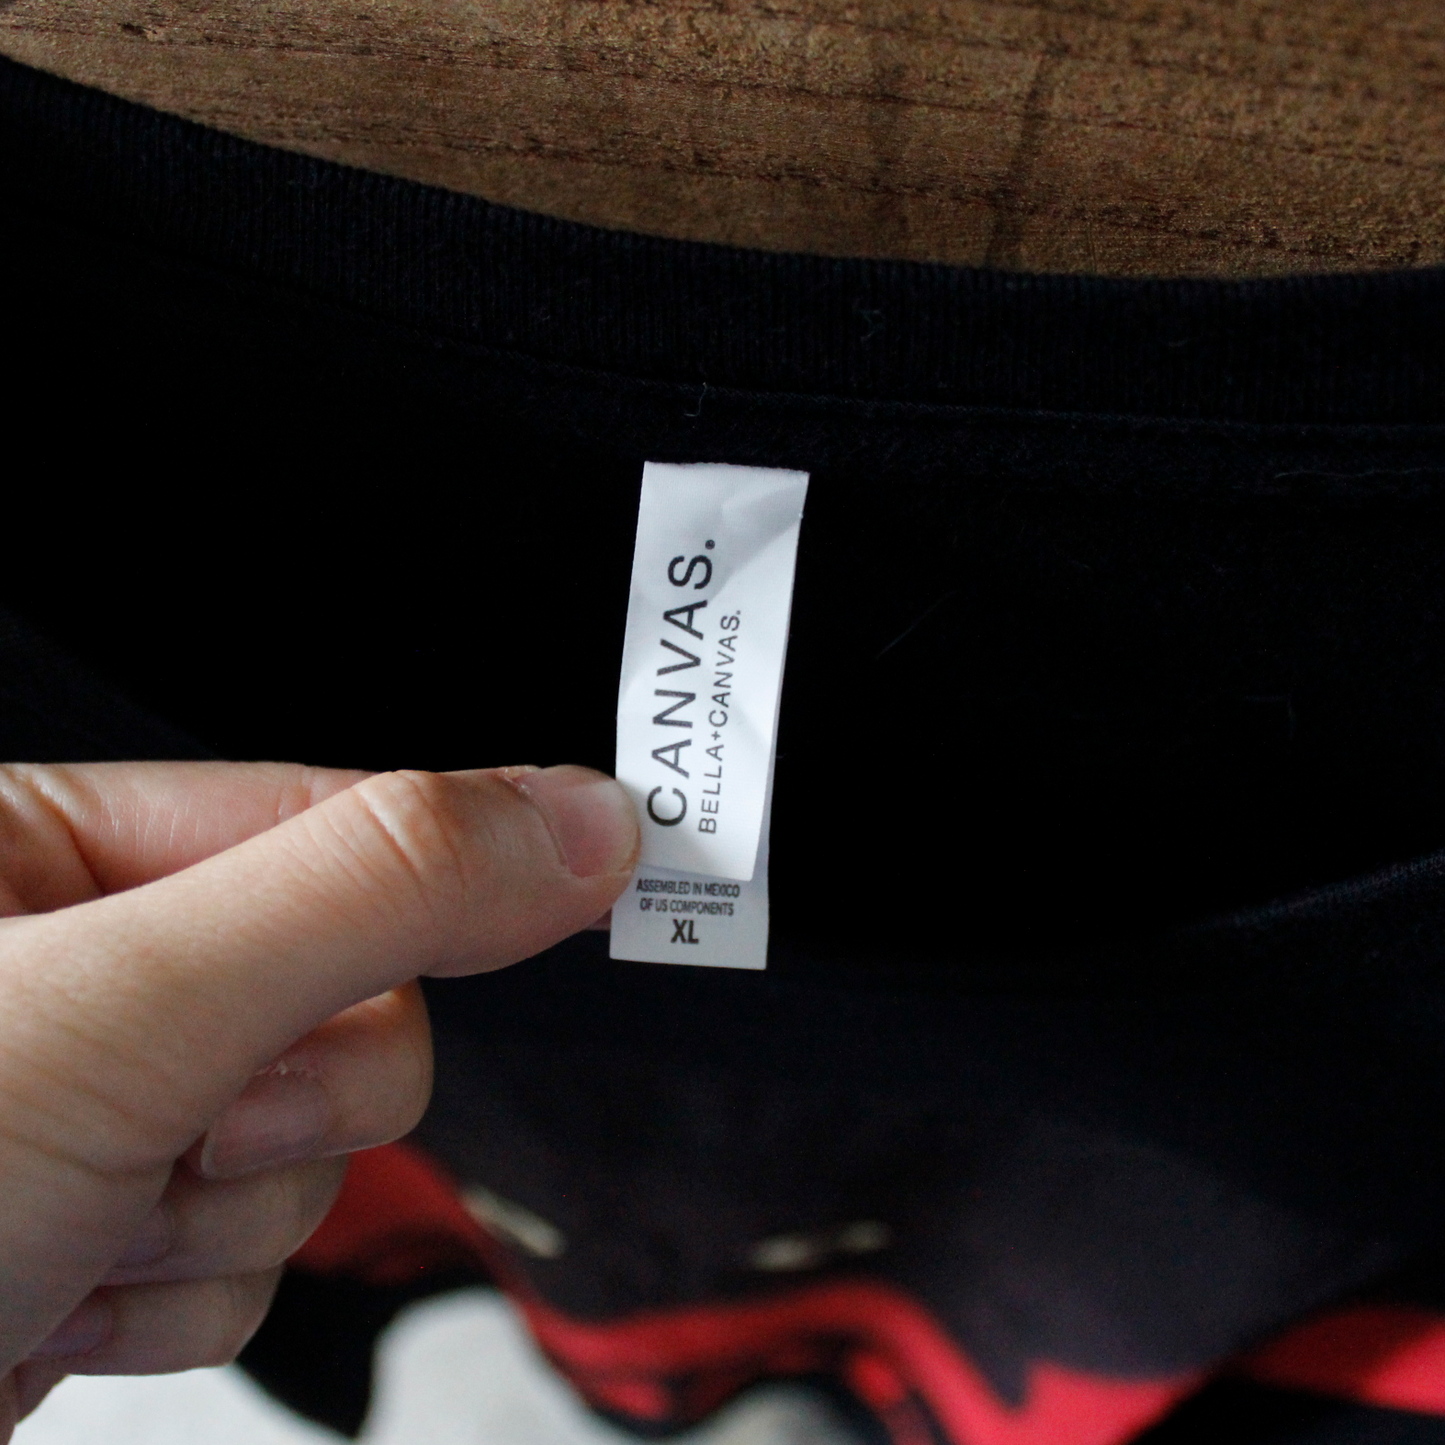 CANVAS.
BELLA+CANVAS.
ASSEMBLED IN MEXICO
OF US COMPONENTS
XL